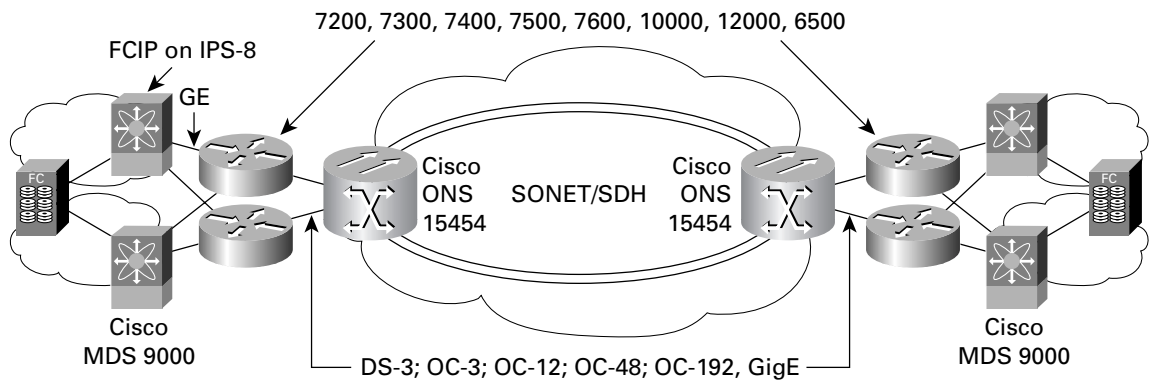 7200, 7300, 7400, 7500, 7600, 10000, 12000, 6500
FCIP on IPS-8
GE
FC
Cisco
ONS
15454
SONET/SDH
Cisco
ONS
15454
FC
Cisco
MDS 9000
Cisco
MDS 9000
DS-3; OC-3; OC-12; OC-48; OC-192, GigE